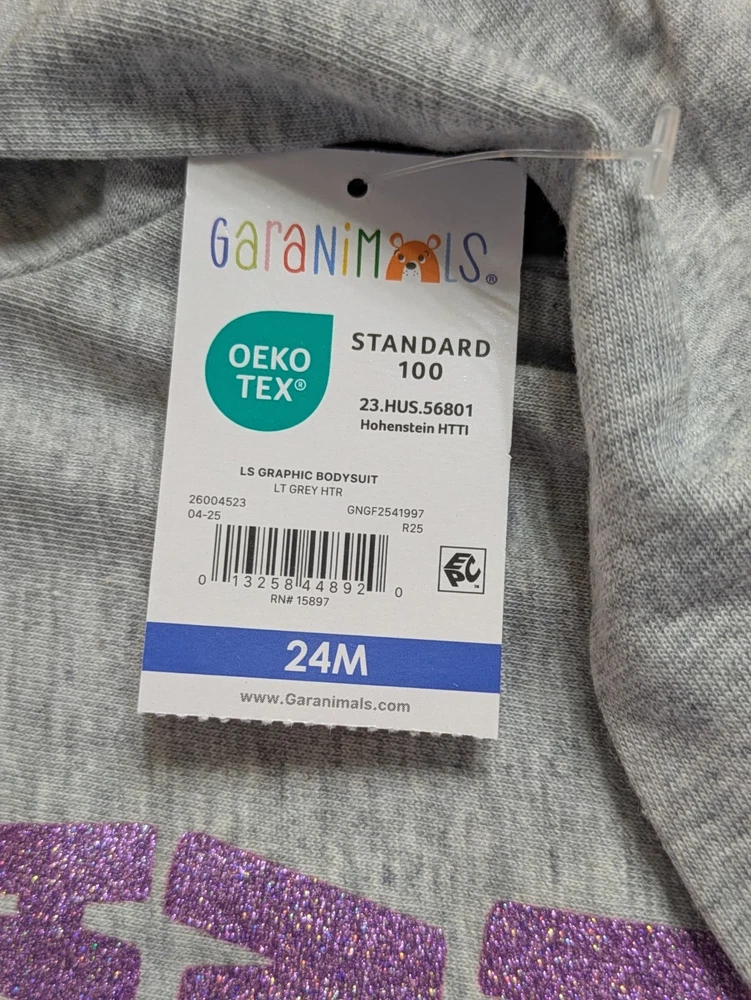 GaraNiMALS®
OEKO
TEX®
STANDARD
100
23.HUS.56801
Hohenstein HTTI
LS GRAPHIC BODYSUIT
LT GREY HTR
26004523
GNGF2541997
04-25
R25
0 13258 44892 0
EPC™
RN# 15897
24M
www.Garanimals.com